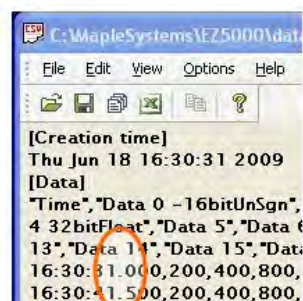 CSV C:\MapleSystems\EZ5000\data
File Edit View Options Help
[Creation time]
Thu Jun 18 16:30:31 2009
[Data]
"Time","Data 0 -16bitUnSgn",
4 32bitFloat","Data 5","Data 6
13","Data 14","Data 15","Data
16:30:31.000,200,400,800,
16:30:41.500,200,400,800,